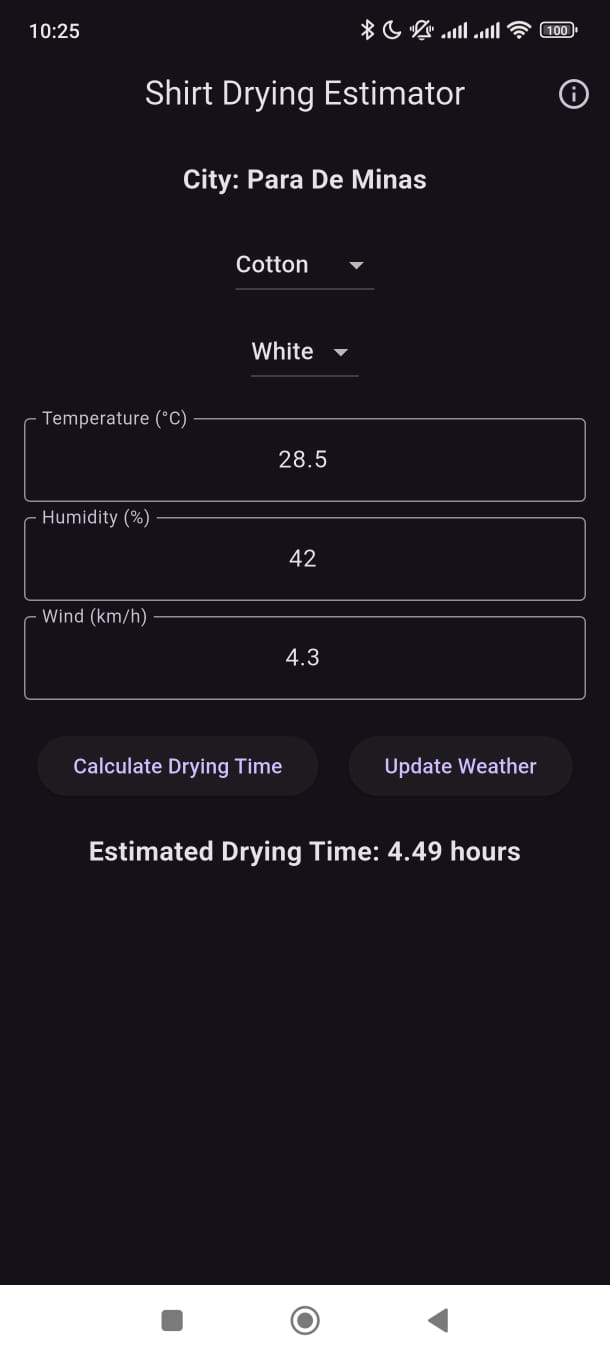 10:25
100
Shirt Drying Estimator
City: Para De Minas
Cotton
White
Temperature (°C)
28.5
Humidity (%)
42
Wind (km/h)
4.3
Calculate Drying Time Update Weather
Estimated Drying Time: 4.49 hours